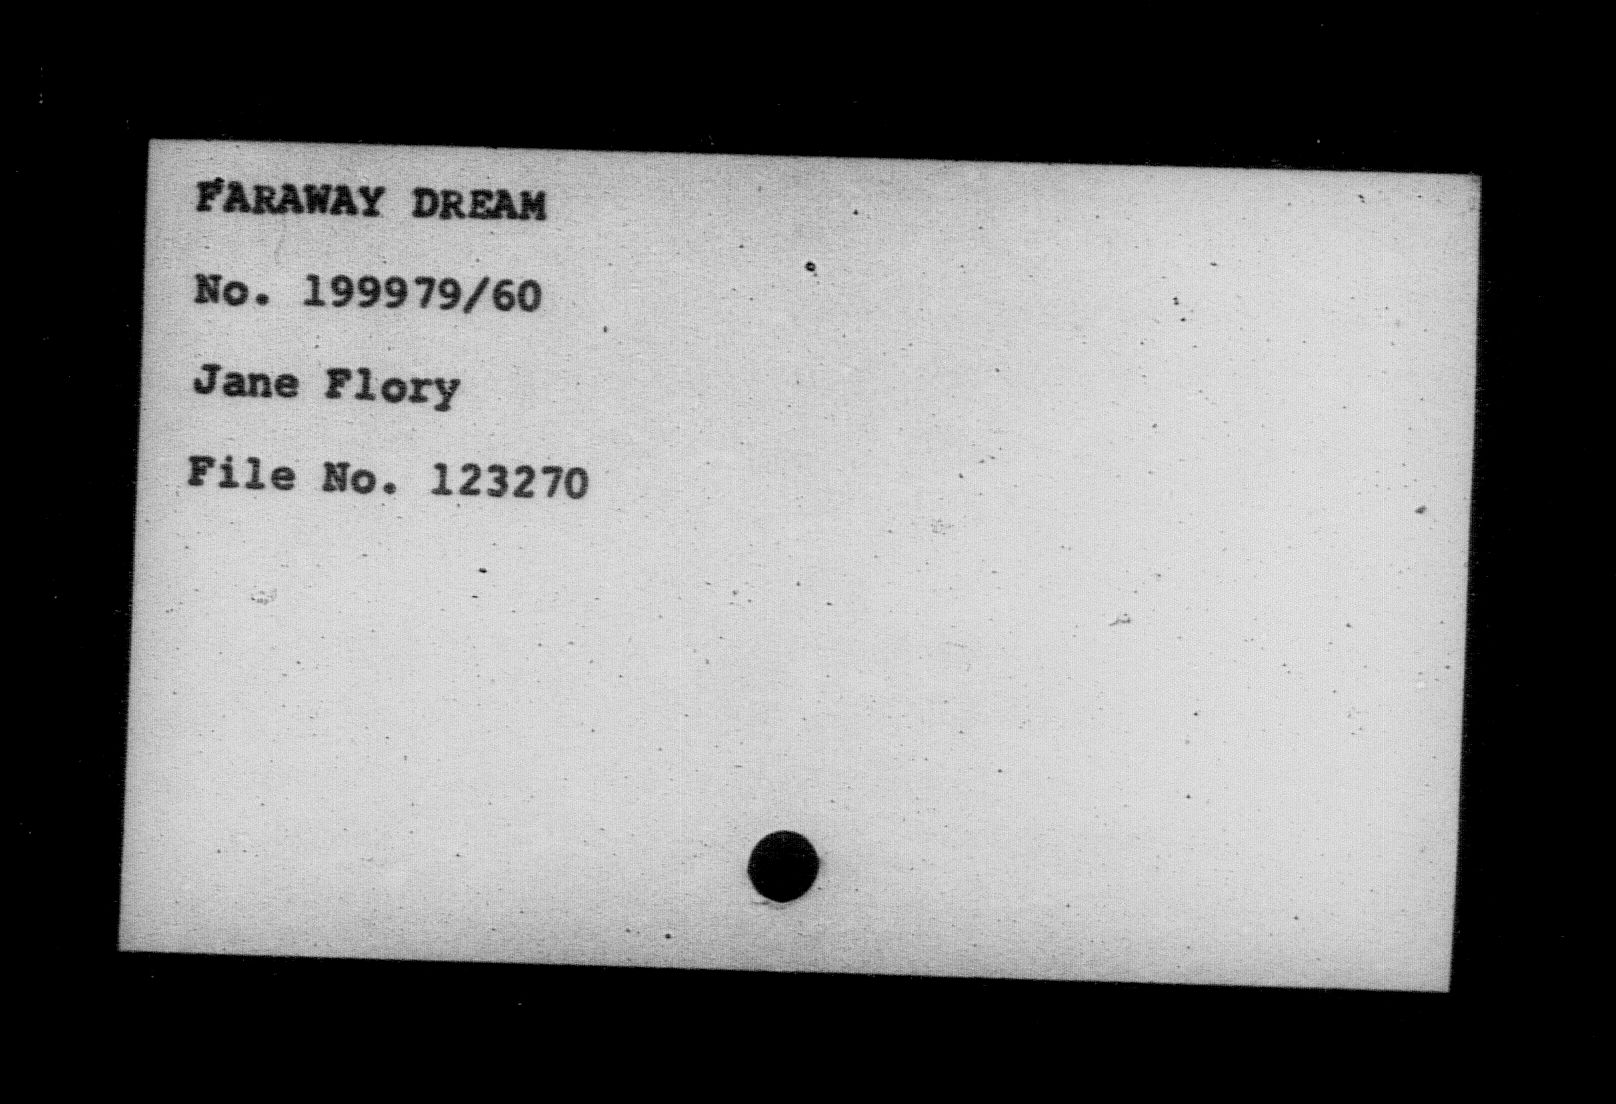 FARAWAY DREAM
No. 199979/60
Jane Flory
File No. 123270